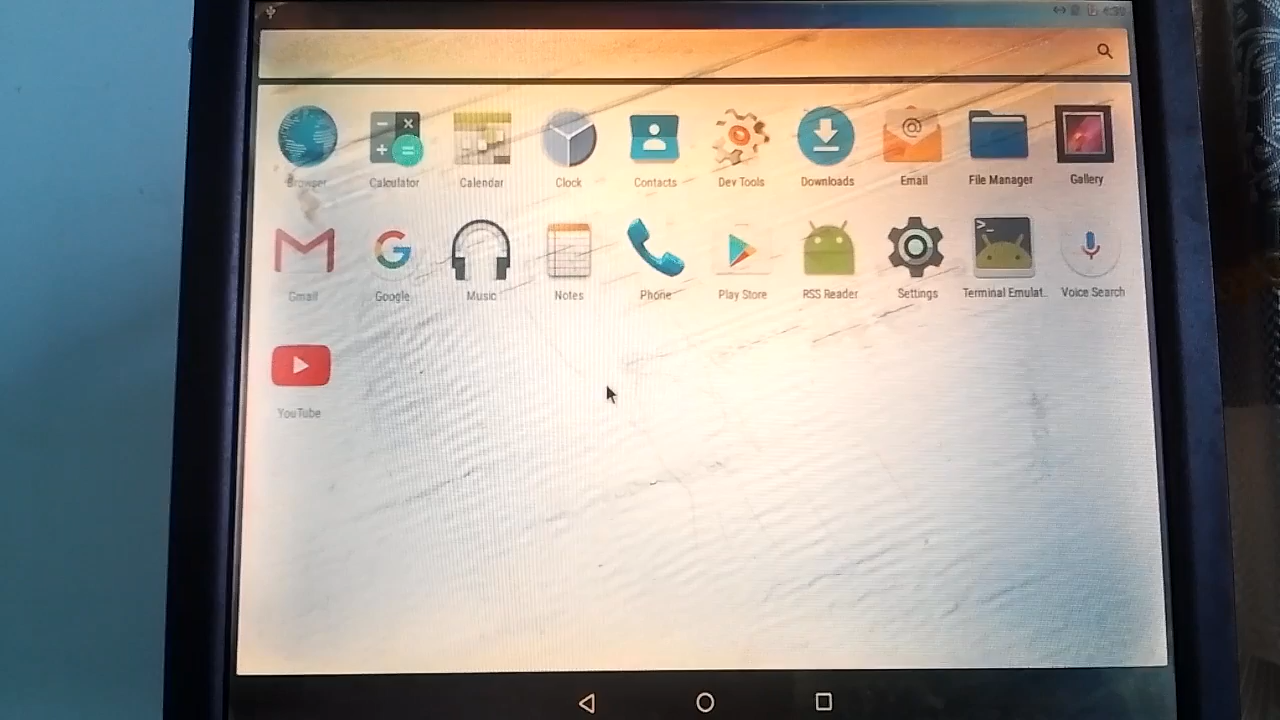 Browser Calculator Calendar Clock Contacts Dev Tools Downloads Email File Manager Gallery
Gmail Google Music Notes Phone Play Store RSS Reader Settings Terminal Emulat.. Voice Search
YouTube